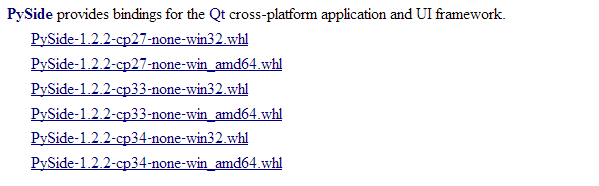 PySide provides bindings for the Qt cross-platform application and UI framework.
PySide-1.2.2-cp27-none-win32.whl
PySide-1.2.2-cp27-none-win_amd64.whl
PySide-1.2.2-cp33-none-win32.whl
PySide-1.2.2-cp33-none-win_amd64.whl
PySide-1.2.2-cp34-none-win32.whl
PySide-1.2.2-cp34-none-win_amd64.whl